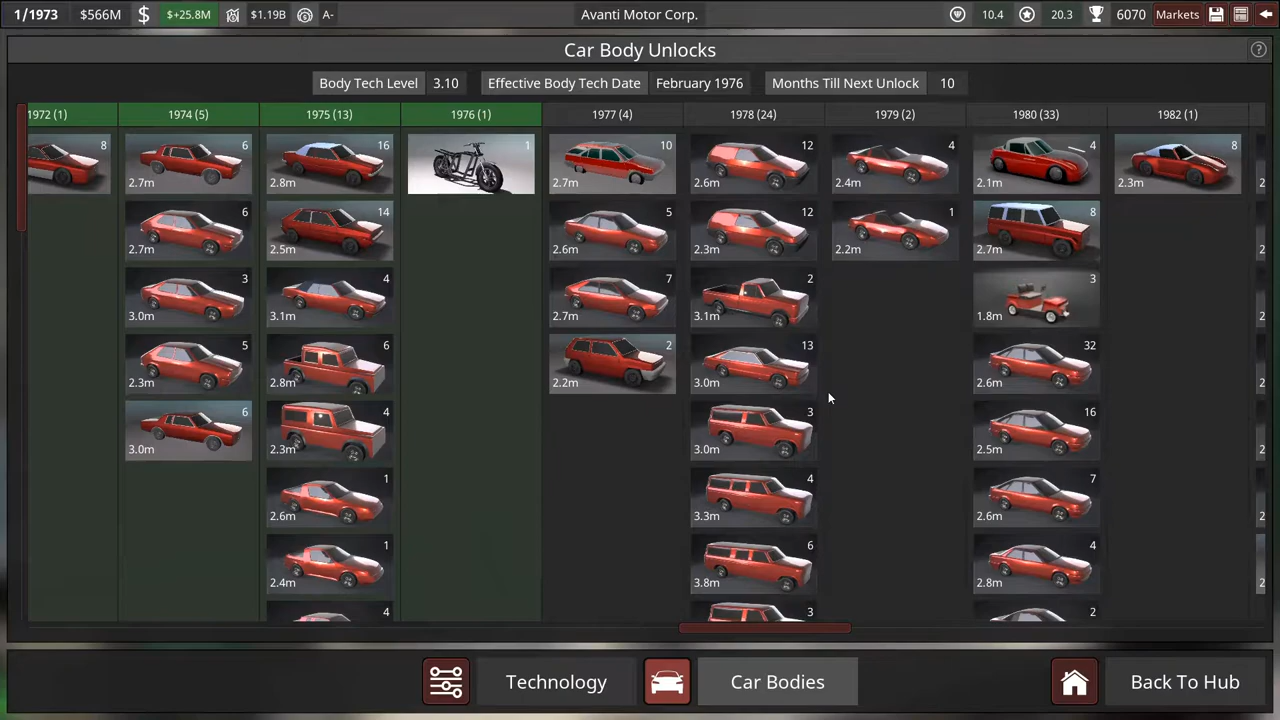 1/1973 $566M $ $+25.8M $1.19B A- Avanti Motor Corp. 10.4 20.3 6070 Markets
Car Body Unlocks ?
Body Tech Level 3.10 Effective Body Tech Date February 1976 Months Till Next Unlock 10
1972 (1) 1974 (5) 1975 (13) 1976 (1) 1977 (4) 1978 (24) 1979 (2) 1980 (33) 1982 (1)
8 6 16 1 10 12 4 4 8
2.7m 2.8m 2.7m 2.6m 2.4m 2.1m 2.3m 2
6 14 5 12 1 8
2.7m 2.5m 2.6m 2.3m 2.2m 2.7m 2
3 4 7 2 3
3.0m 3.1m 2.7m 3.1m 1.8m 2
5 6 2 13 32
2.3m 2.8m 2.2m 3.0m 2.6m 2
6 4 3 16
3.0m 2.3m 3.0m 2.5m 2
1 4 7
2.6m 3.3m 2.6m 2
1 6 4
2.4m 3.8m 2.8m 2
4 3 2
Technology Car Bodies Back To Hub